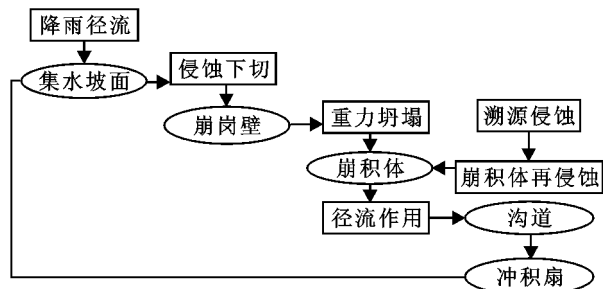 降雨径流
集水坡面
侵蚀下切
崩岗壁
重力坍塌
溯源侵蚀
崩积体
崩积体再侵蚀
径流作用
沟道
冲积扇